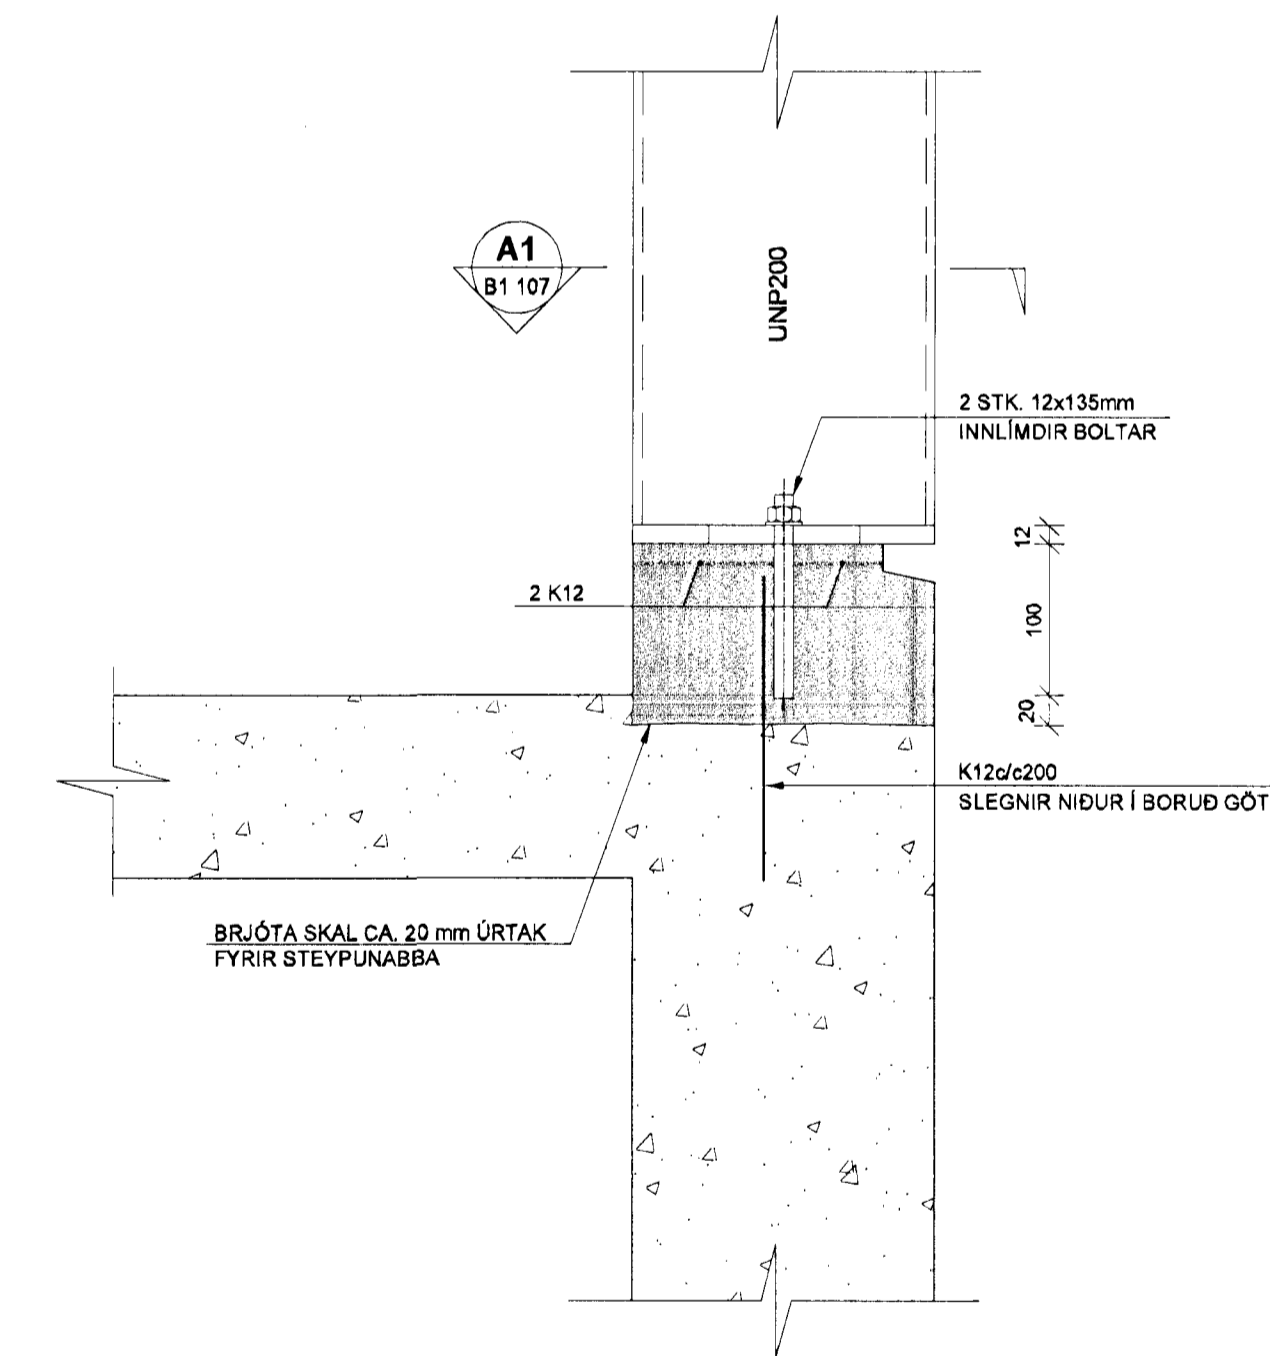 A1
B1 107
UNP200
2 STK. 12x135mm
INNLÍMDIR BOLTAR
12
2 K12
100
20
K12c/c200
SLEGNIR NIÐUR Í BORUÐ GÖT
BRJÓTA SKAL CA. 20 mm ÚRTAK
FYRIR STEYPUNABBA